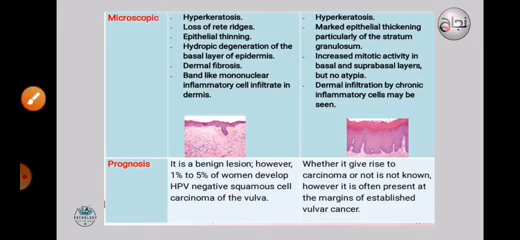 Microscopic
Hyperkeratosis.
Loss of rete ridges.
Epithelial thinning.
Hydropic degeneration of the
basal layer of epidermis.
Dermal fibrosis.
Band like mononuclear
inflammatory cell infiltrate in
dermis.
Hyperkeratosis.
Marked epithelial thickening
particularly of the stratum
granulosum.
Increased mitotic activity in
basal and suprabasal layers,
but no atypia.
Dermal infiltration by chronic
inflammatory cells may be
seen.
Prognosis
It is a benign lesion; however,
1% to 5% of women develop
HPV negative squamous cell
carcinoma of the vulva.
Whether it give rise to
carcinoma or not is not known,
however it is often present at
the margins of established
vulvar cancer.
نجاح
PATHOLOGY